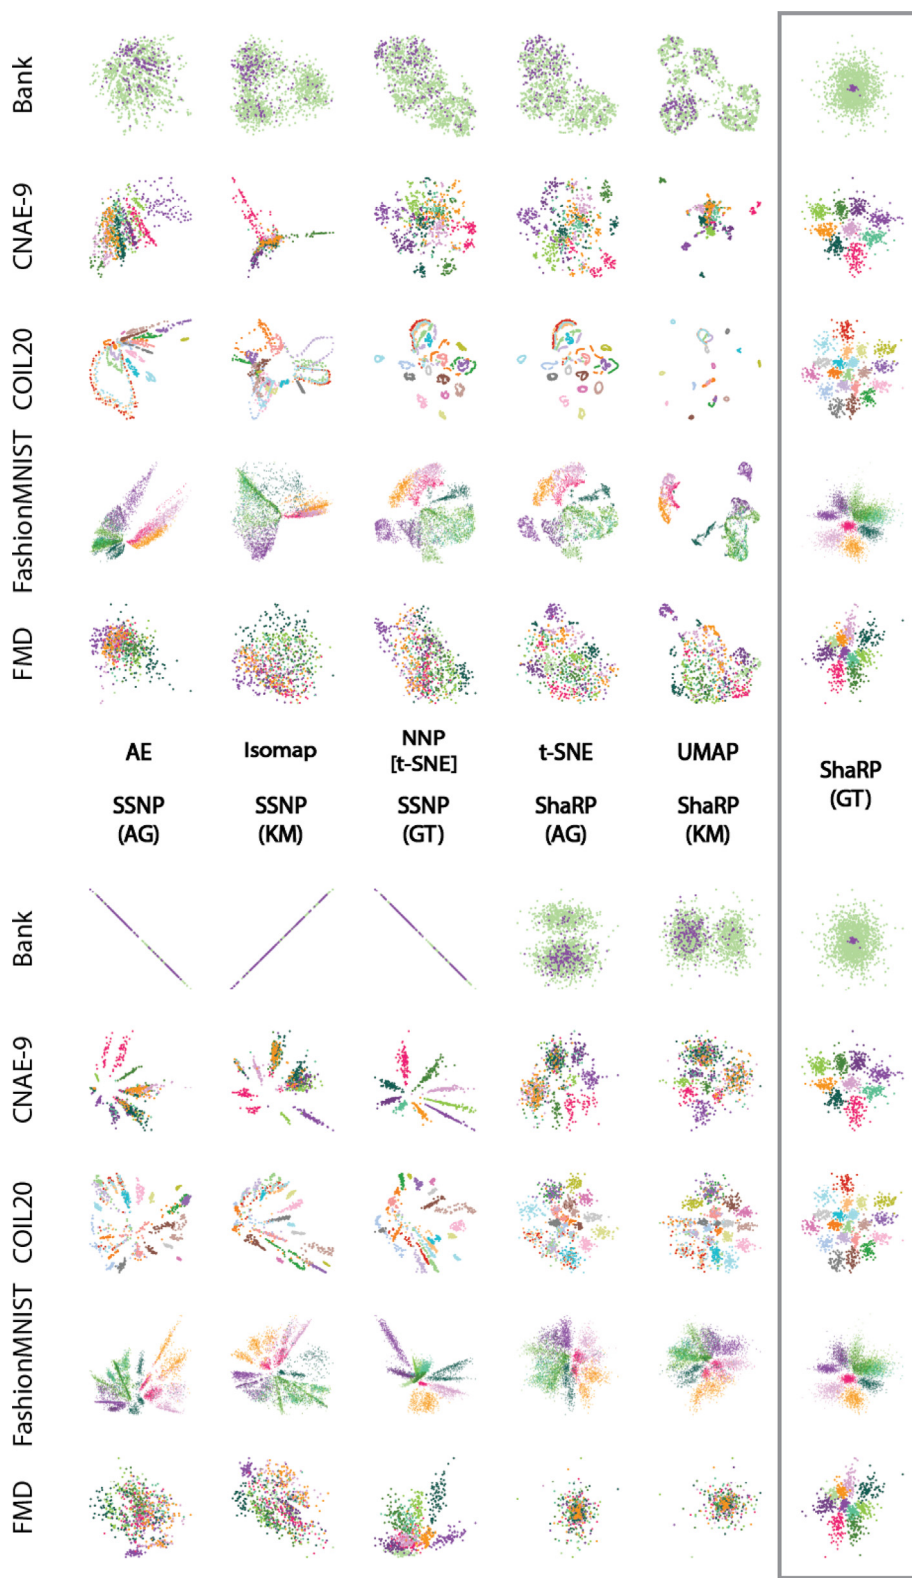 Bank
CNAE-9
COIL20
FashionMNIST
FMD
AE
Isomap
NNP
[t-SNE]
t-SNE
UMAP
ShaRP
(GT)
SSNP
(AG)
SSNP
(KM)
SSNP
(GT)
ShaRP
(AG)
ShaRP
(KM)
Bank
CNAE-9
COIL20
FashionMNIST
FMD